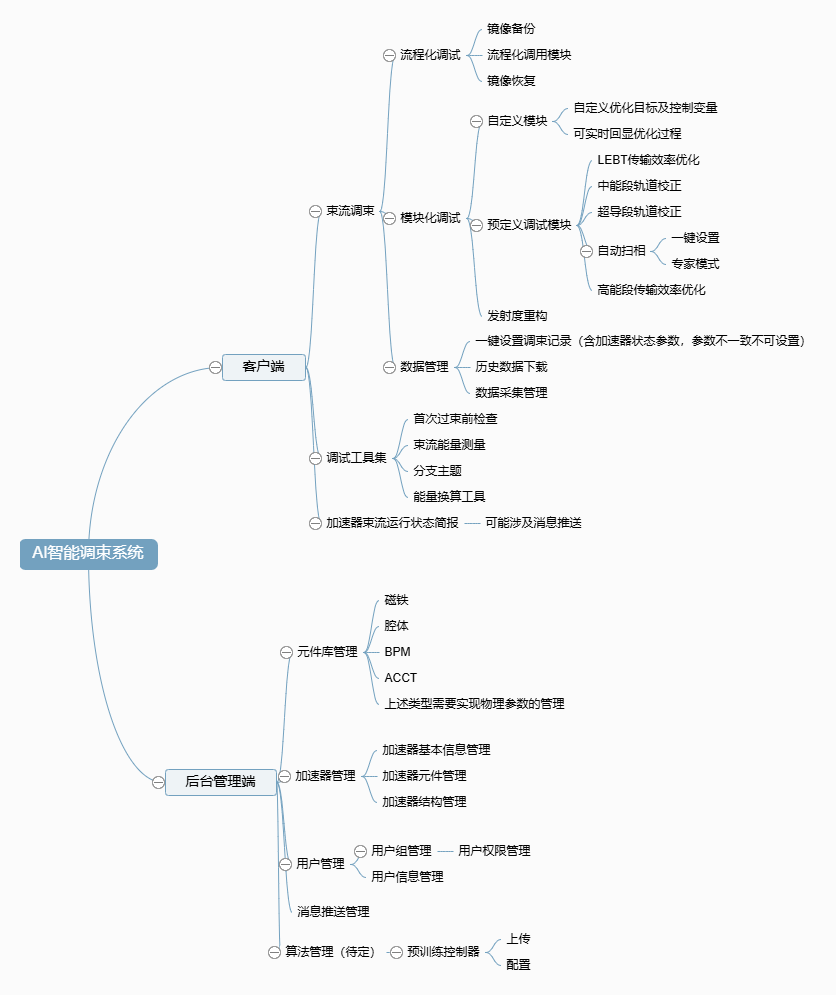 镜像备份
流程化调试
流程化调用模块
镜像恢复
自定义优化目标及控制变量
自定义模块
可实时回显优化过程
LEBT传输效率优化
中能段轨道校正
束流调束
超导段轨道校正
模块化调试
预定义调试模块
一键设置
自动扫相
专家模式
高能段传输效率优化
发射度重构
一键设置调束记录（含加速器状态参数，参数不一致不可设置）
客户端
数据管理
历史数据下载
数据采集管理
首次过束前检查
束流能量测量
调试工具集
分支主题
能量换算工具
加速器束流运行状态简报
可能涉及消息推送
AI智能调束系统
磁铁
腔体
元件库管理
BPM
ACCT
上述类型需要实现物理参数的管理
加速器基本信息管理
后台管理端
加速器管理
加速器元件管理
加速器结构管理
用户组管理
用户权限管理
用户管理
用户信息管理
消息推送管理
上传
算法管理（待定）
预训练控制器
配置